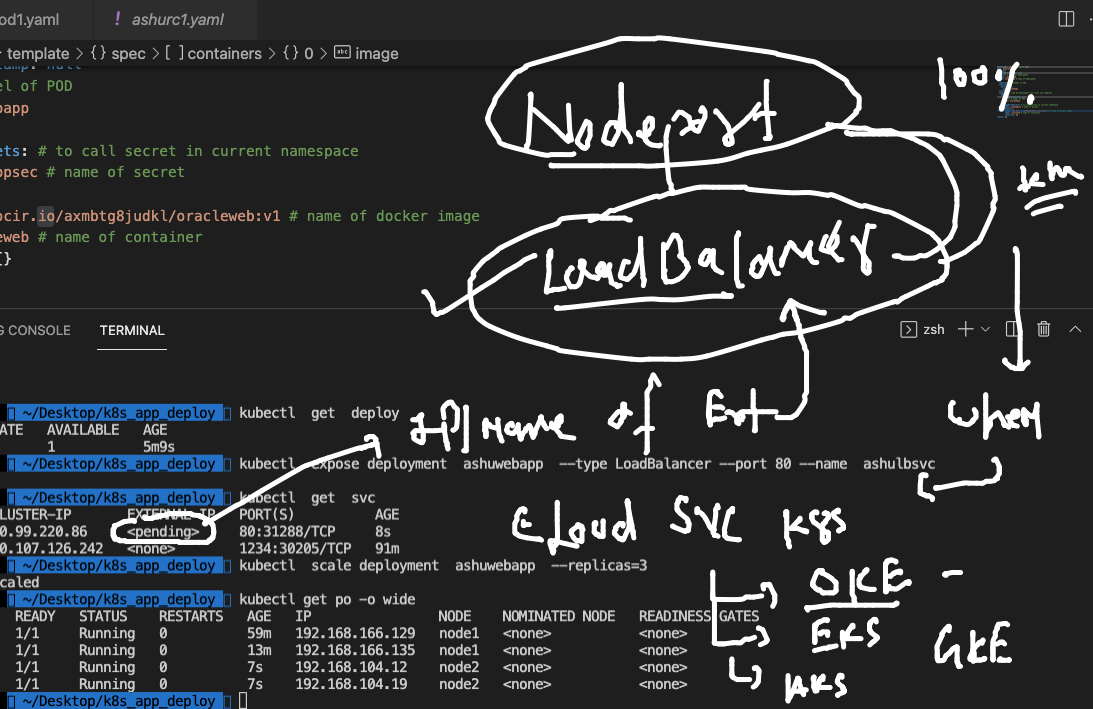 od1.yaml ! ashurc1.yaml
template > {} spec > [ ] containers > {} 0 > abc image
null
el of POD
oapp
ets: # to call secret in current namespace
ppsec # name of secret
ocir.io/axmbtg8judkl/oracleweb:v1 # name of docker image
eweb # name of container
{}
Nodeport
100%.
LoadBalancer
G CONSOLE TERMINAL
zsh
~/Desktop/k8s_app_deploy kubectl get deploy
ATE AVAILABLE AGE
1 5m9s
IP/Name of Ext
when
~/Desktop/k8s_app_deploy kubectl expose deployment ashuwebapp --type LoadBalancer --port 80 --name ashulbsvc
~/Desktop/k8s_app_deploy kubectl get svc
LUSTER-IP EXTERNAL-IP PORT(S) AGE
0.99.220.86 <pending> 80:31288/TCP 8s
0.107.126.242 <none> 1234:30205/TCP 91m
Cloud SVC K8S
~/Desktop/k8s_app_deploy kubectl scale deployment ashuwebapp --replicas=3
caled
~/Desktop/k8s_app_deploy kubectl get po -o wide
READY STATUS RESTARTS AGE IP NODE NOMINATED NODE READINESS GATES
1/1 Running 0 59m 192.168.166.129 node1 <none> <none>
1/1 Running 0 13m 192.168.166.135 node1 <none> <none>
1/1 Running 0 7s 192.168.104.12 node2 <none> <none>
1/1 Running 0 7s 192.168.104.19 node2 <none> <none>
~/Desktop/k8s_app_deploy
OKE -
EKS
GKE
AKS